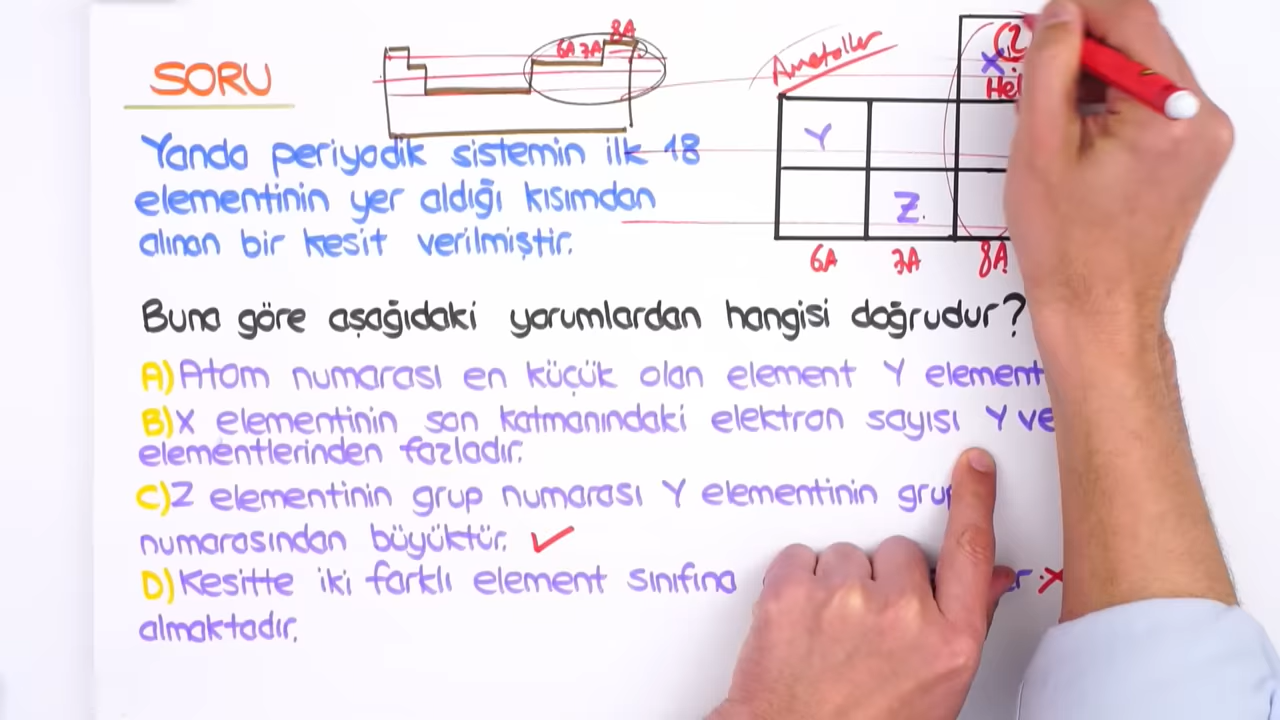 SORU
6A 7A 8A
Yanda periyodik sistemin ilk 18
elementinin yer aldığı kısımdan
alınan bir kesit verilmiştir.
Ametaller
X
Hel
Y
Z
6A 7A 8A
Buna göre aşağıdaki yorumlardan hangisi doğrudur?
A) Atom numarası en küçük olan element Y element
B) X elementinin son katmanındaki elektron sayısı Y ve
elementlerinden fazladır.
C) Z elementinin grup numarası Y elementinin grup
numarasından büyüktür. ✓
D) Kesitte iki farklı element sınıfına
almaktadır.